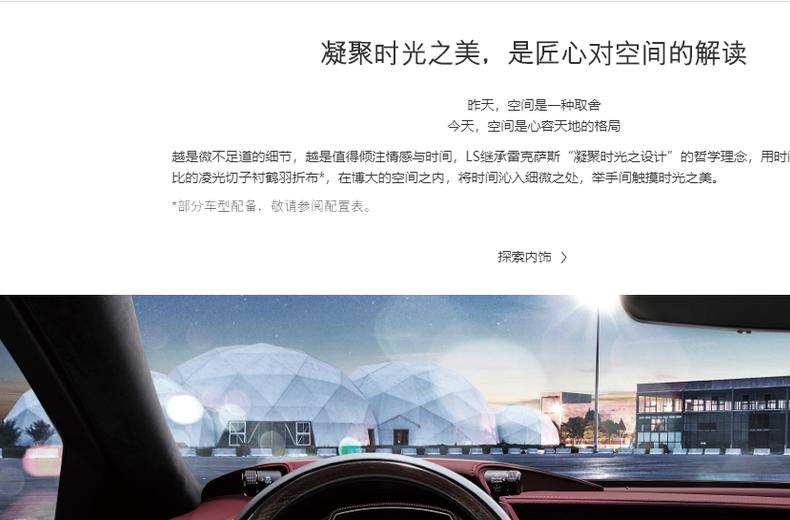 凝聚时光之美，是匠心对空间的解读
昨天，空间是一种取舍
今天，空间是心容天地的格局
越是微不足道的细节，越是值得倾注情感与时间，LS继承雷克萨斯“凝聚时光之设计”的哲学理念，用时
比的凌光切子衬鹤羽折布*，在博大的空间之内，将时间沁入细微之处，举手间触摸时光之美。
*部分车型配备，敬请参阅配置表。
探索内饰 〉